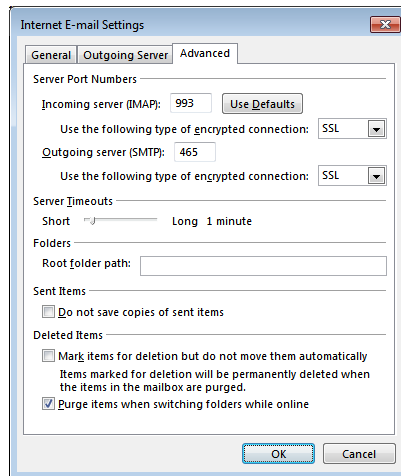 Internet E-mail Settings
General Outgoing Server Advanced
Server Port Numbers
Incoming server (IMAP): 993 Use Defaults
Use the following type of encrypted connection: SSL
Outgoing server (SMTP): 465
Use the following type of encrypted connection: SSL
Server Timeouts
Short Long 1 minute
Folders
Root folder path:
Sent Items
Do not save copies of sent items
Deleted Items
Mark items for deletion but do not move them automatically
Items marked for deletion will be permanently deleted when
the items in the mailbox are purged.
Purge items when switching folders while online
OK Cancel